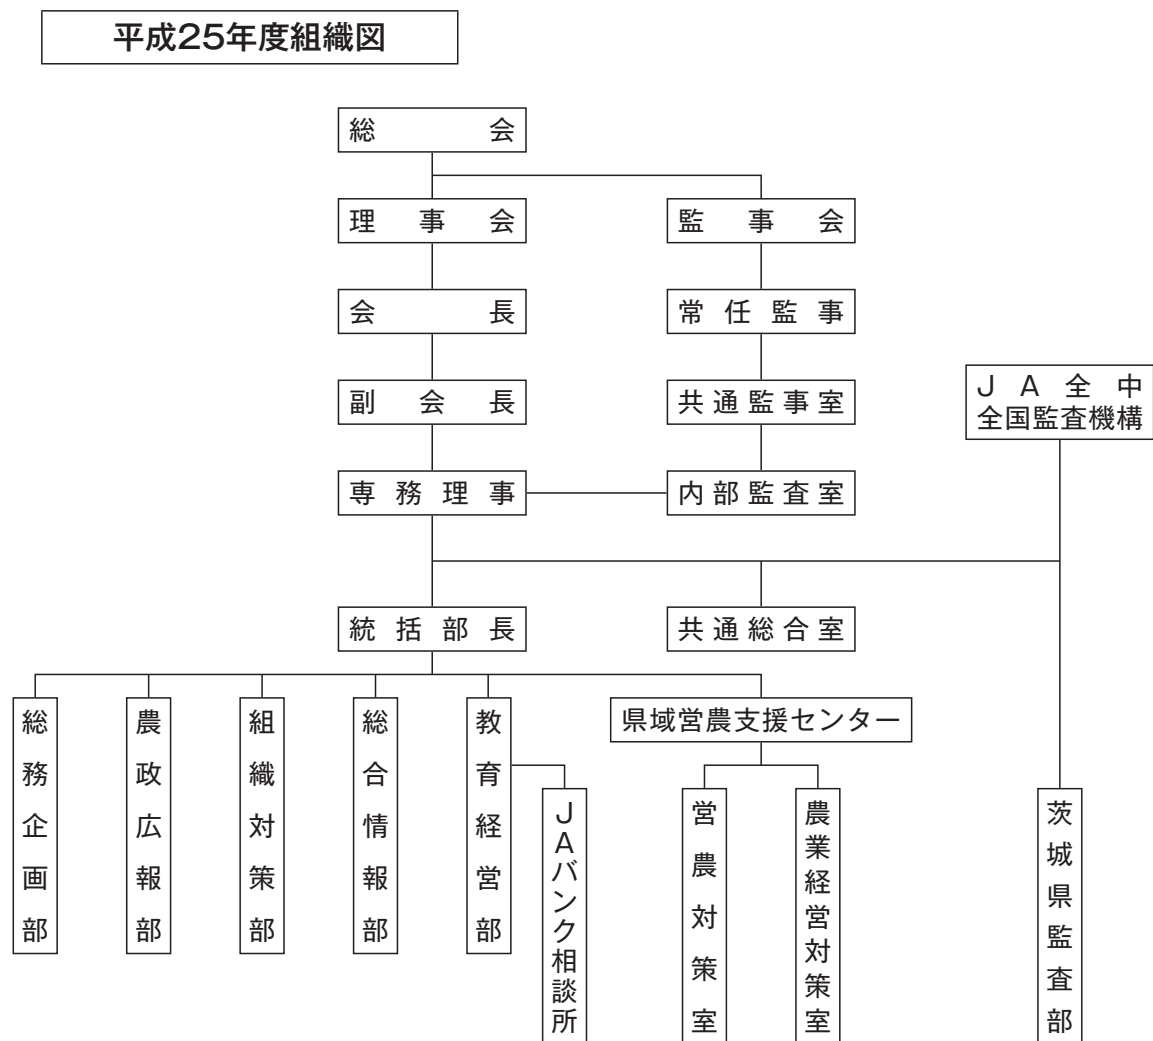 平成25年度組織図
総会
理事会
監事会
会長
常任監事
副会長
共通監事室
JA全中
全国監査機構
専務理事
内部監査室
統括部長
共通総合室
総務企画部
農政広報部
組織対策部
総合情報部
教育経営部
県域営農支援センター
JAバンク相談所
営農対策室
農業経営対策室
茨城県監査部